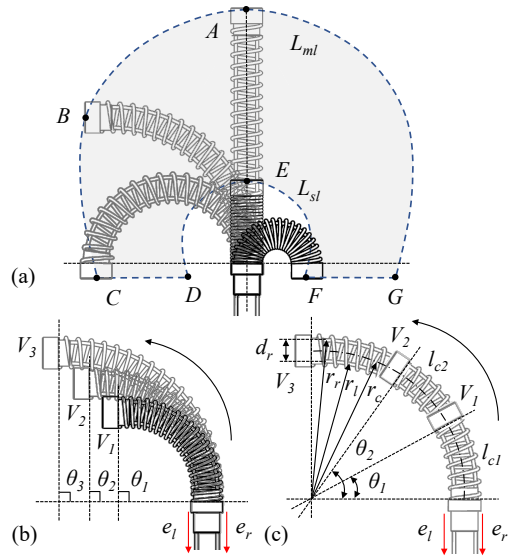 A
L_ml
B
E
L_sl
(a)
C
D
F
G
V_3
V_2
V_1
θ_3
θ_2
θ_1
e_l
e_r
(b)
d_r
V_3
r_r
r_l
r_c
V_2
l_c2
V_1
θ_2
θ_1
l_c1
e_l
e_r
(c)